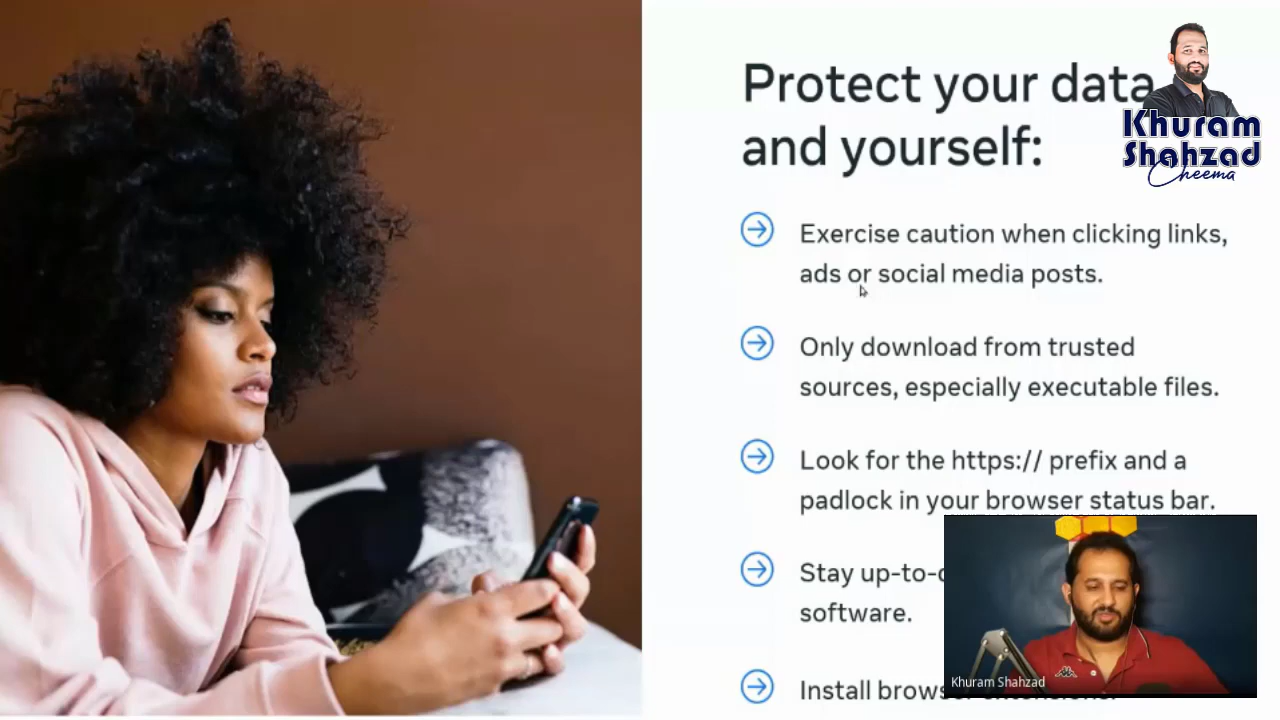 Protect your data
and yourself:
Khuram
Shahzad
Cheema
Exercise caution when clicking links,
ads or social media posts.
Only download from trusted
sources, especially executable files.
Look for the https:// prefix and a
padlock in your browser status bar.
Stay up-to-
software.
Install browser extensions.
Khuram Shahzad